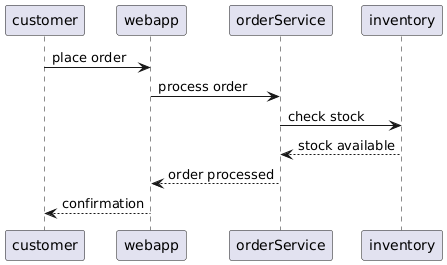 customer webapp orderService inventory
place order
process order
check stock
stock available
order processed
confirmation
customer webapp orderService inventory